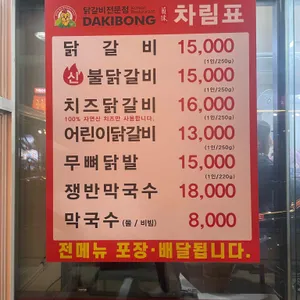 닭갈비전문점
DAKIBONG
차림표
닭갈비 15,000
(1인/250g)
신불닭갈비 15,000
(1인/250g)
치즈닭갈비 16,000
100% 자연산 치즈만 사용합니다. (1인/250g)
어린이닭갈비 13,000
(1인/250g)
무뼈닭발 15,000
(1인/220g)
쟁반막국수 18,000
막국수 (물 / 비빔) 8,000
전메뉴 포장·배달됩니다.